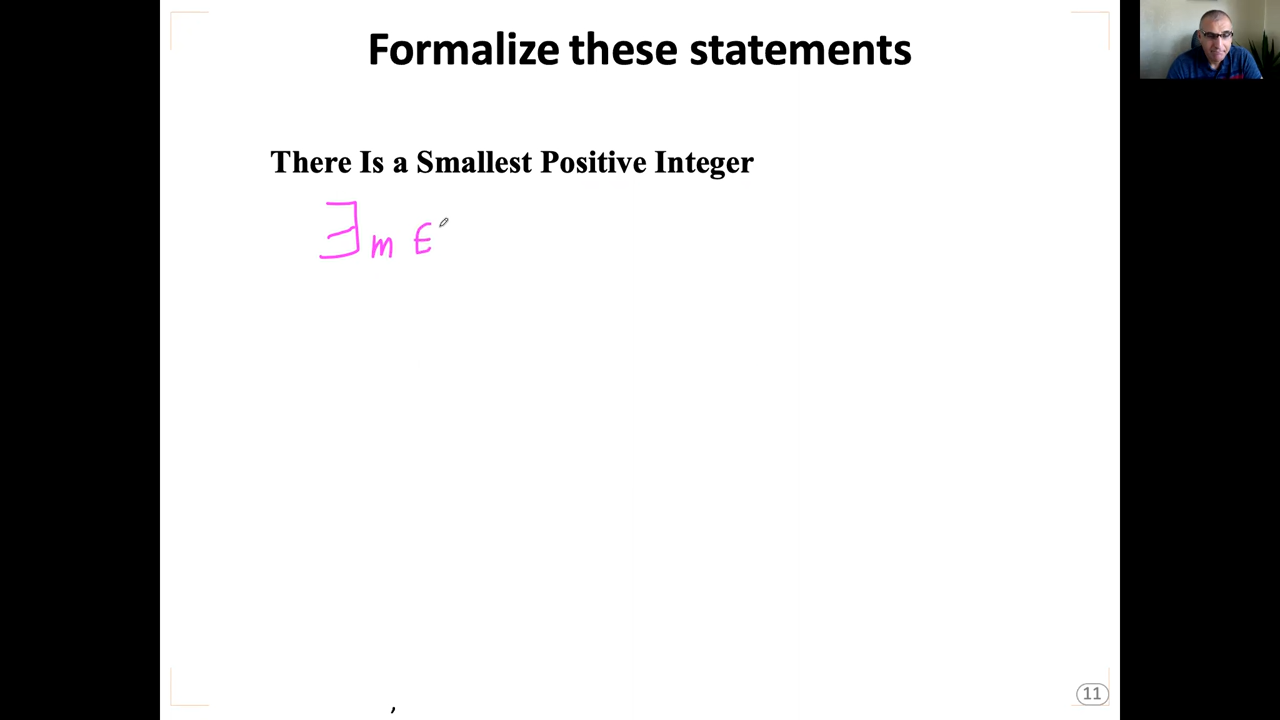 Formalize these statements
There Is a Smallest Positive Integer
∃m ∈
11